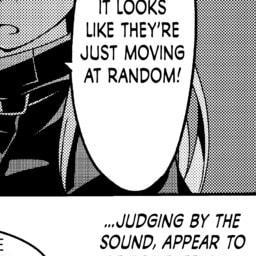 IT LOOKS
LIKE THEY'RE
JUST MOVING
AT RANDOM!
...JUDGING BY THE
SOUND, APPEAR TO